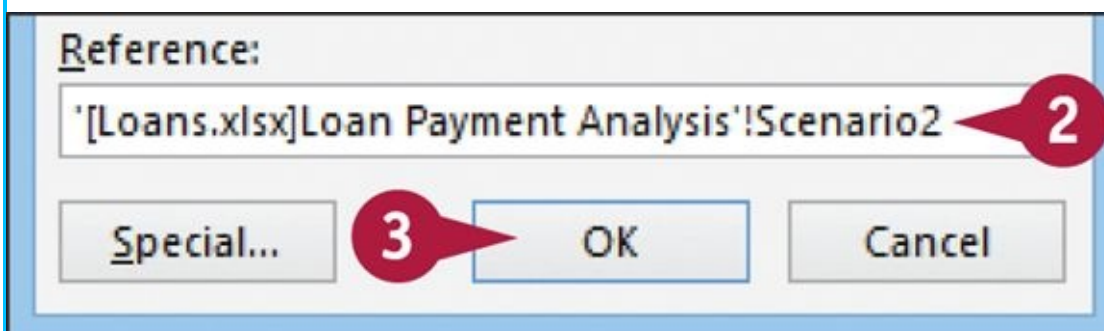 Reference:
'[Loans.xlsx]Loan Payment Analysis'!Scenario2
2
Special...
3
OK
Cancel